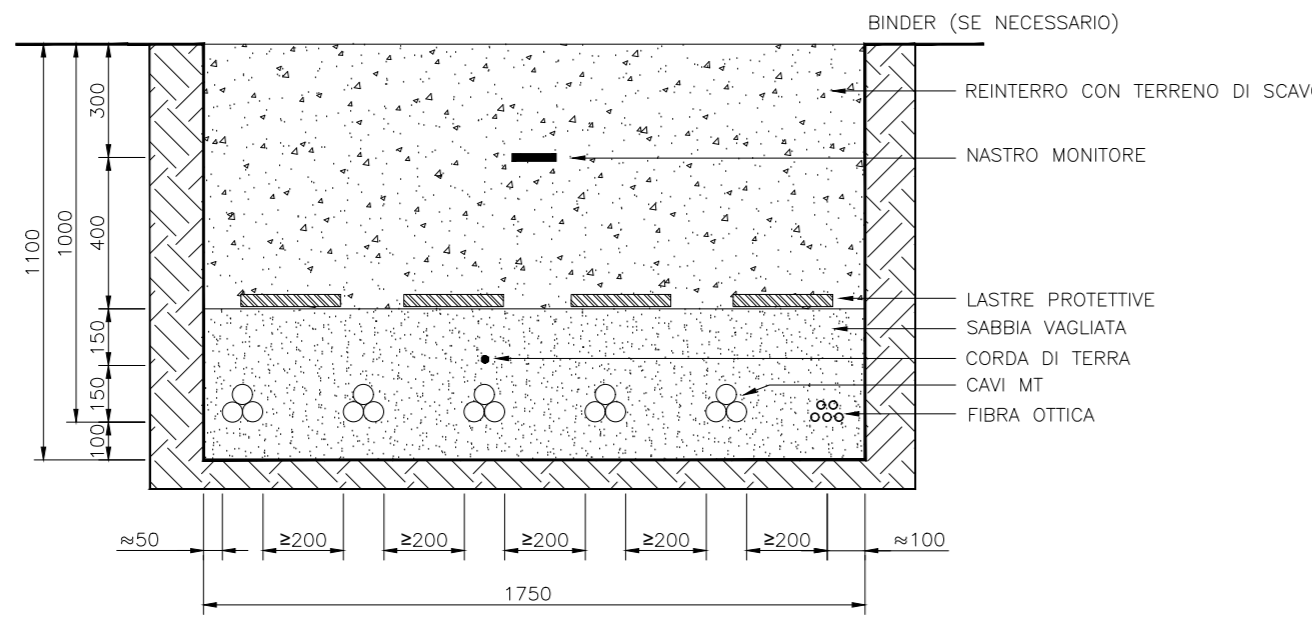 BINDER (SE NECESSARIO)
REINTERRO CON TERRENO DI SCAVO
NASTRO MONITORE
LASTRE PROTETTIVE
SABBIA VAGLIATA
CORDA DI TERRA
CAVI MT
FIBRA OTTICA
1100
1000
300
400
150
150
100
≈50
≥200
≥200
≥200
≥200
≥200
≈100
1750